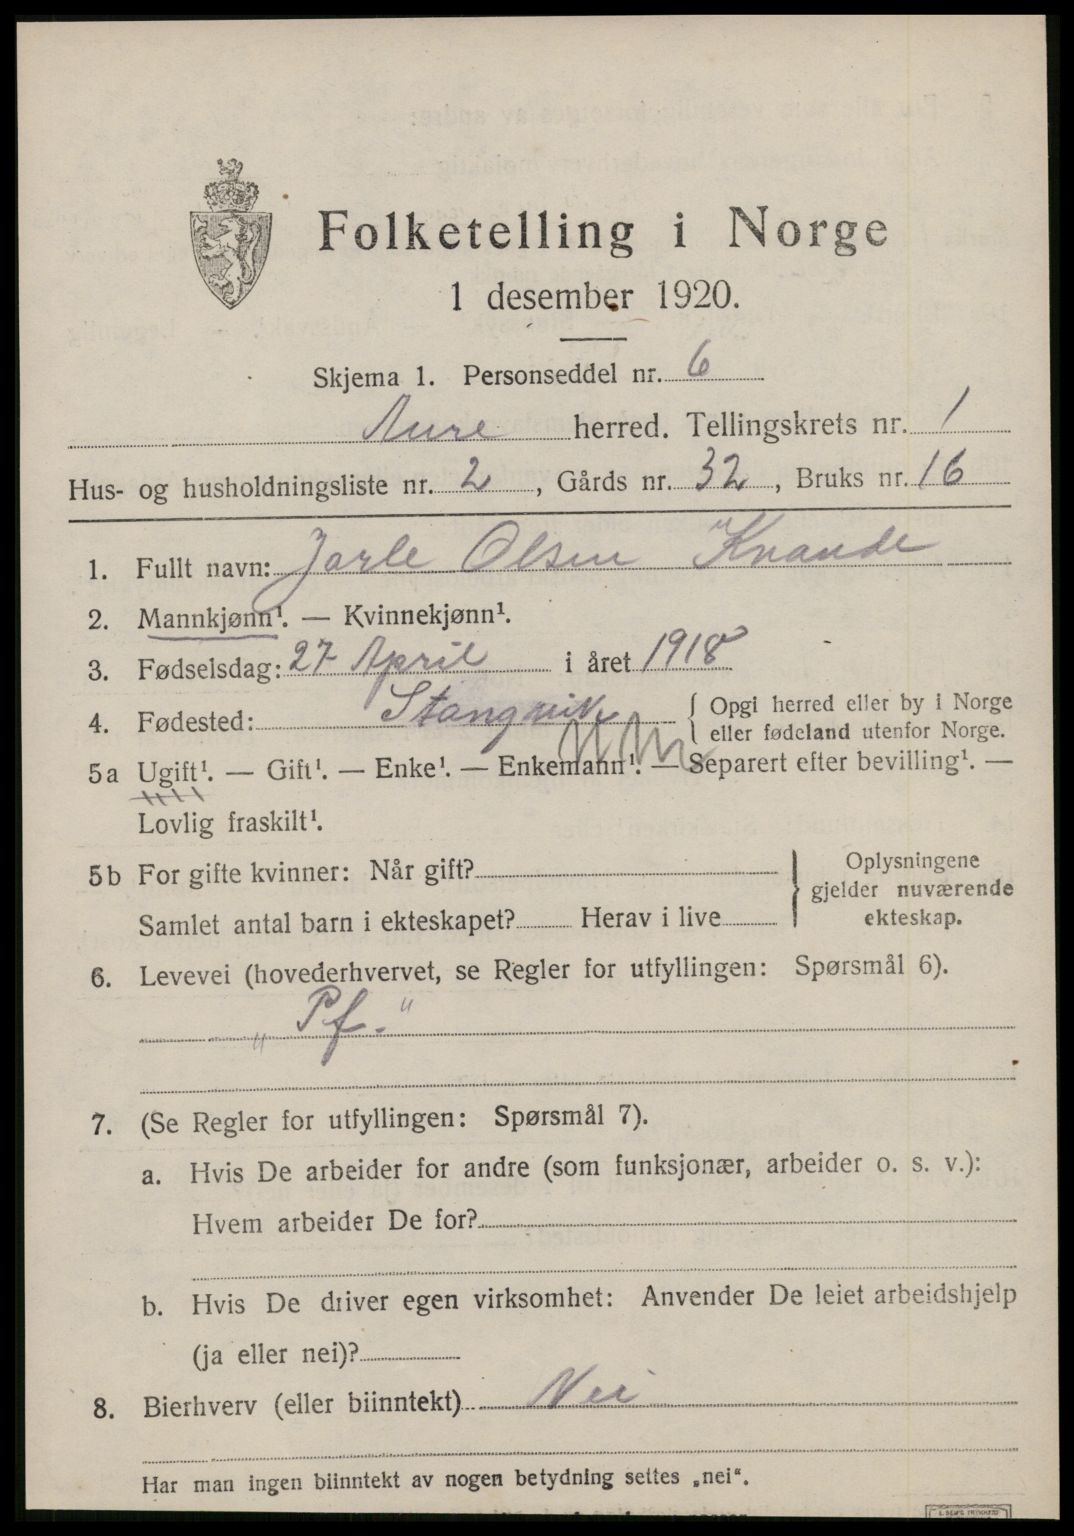 Folketelling i Norge
1 desember 1920.
Skjema 1. Personseddel nr. 6
Aure herred. Tellingskrets nr. 1
Hus- og husholdningsliste nr. 2, Gårds nr. 32, Bruks nr. 16
1. Fullt navn: Jarle Olsen "Kvande
2. Mannkjønn¹. — Kvinnekjønn¹.
3. Fødselsdag: 27 April i året 1918
4. Fødested: Stangvik { Opgi herred eller by i Norge
eller fødeland utenfor Norge.
5a Ugift¹. — Gift¹. — Enke¹. — Enkemann¹. — Separert efter bevilling¹. —
Lovlig fraskilt¹.
5b For gifte kvinner: Når gift?
Samlet antal barn i ekteskapet? Herav i live
} Oplysningene
gjelder nuværende
ekteskap.
6. Levevei (hovederhvervet, se Regler for utfyllingen: Spørsmål 6).
„ Pf. "
7. (Se Regler for utfyllingen: Spørsmål 7).
a. Hvis De arbeider for andre (som funksjonær, arbeider o. s. v.):
Hvem arbeider De for?
b. Hvis De driver egen virksomhet: Anvender De leiet arbeidshjelp
(ja eller nei)?
8. Bierhverv (eller biinntekt) Nei
Har man ingen biinntekt av nogen betydning settes „nei".